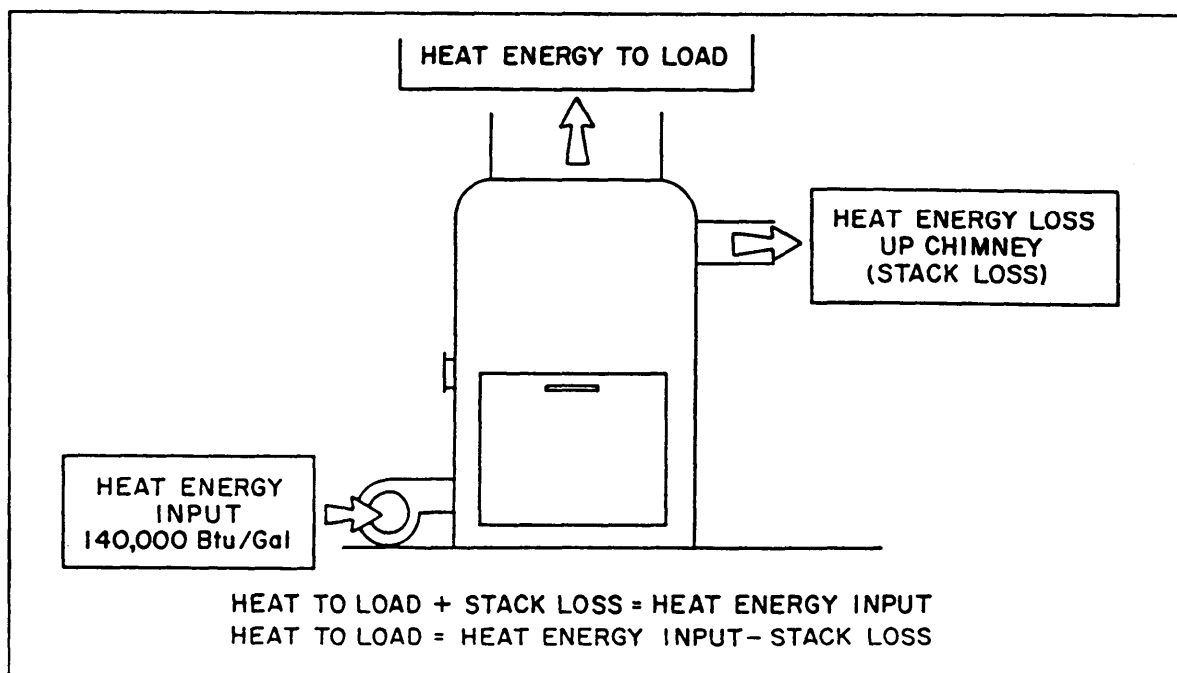 HEAT ENERGY TO LOAD
HEAT ENERGY LOSS
UP CHIMNEY
(STACK LOSS)
HEAT ENERGY
INPUT
140,000 Btu/Gal
HEAT TO LOAD + STACK LOSS = HEAT ENERGY INPUT
HEAT TO LOAD = HEAT ENERGY INPUT - STACK LOSS